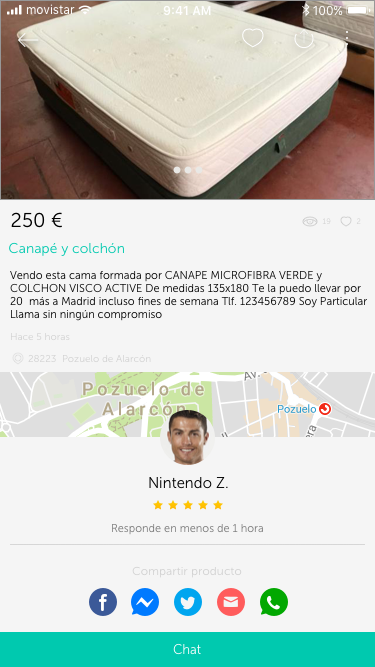 movistar 9:41 AM 100%
250 €
19 2
Canapé y colchón
Vendo esta cama formada por CANAPE MICROFIBRA VERDE y
COLCHON VISCO ACTIVE De medidas 135x180 Te la puedo llevar por
20 más a Madrid incluso fines de semana Tlf. 123456789 Soy Particular
Llama sin ningún compromiso
Hace 5 horas
28223 Pozuelo de Alarcón
Av.
Pozuelo de
Alarcón
Pozuelo
Nintendo Z.
Responde en menos de 1 hora
Compartir producto
Chat